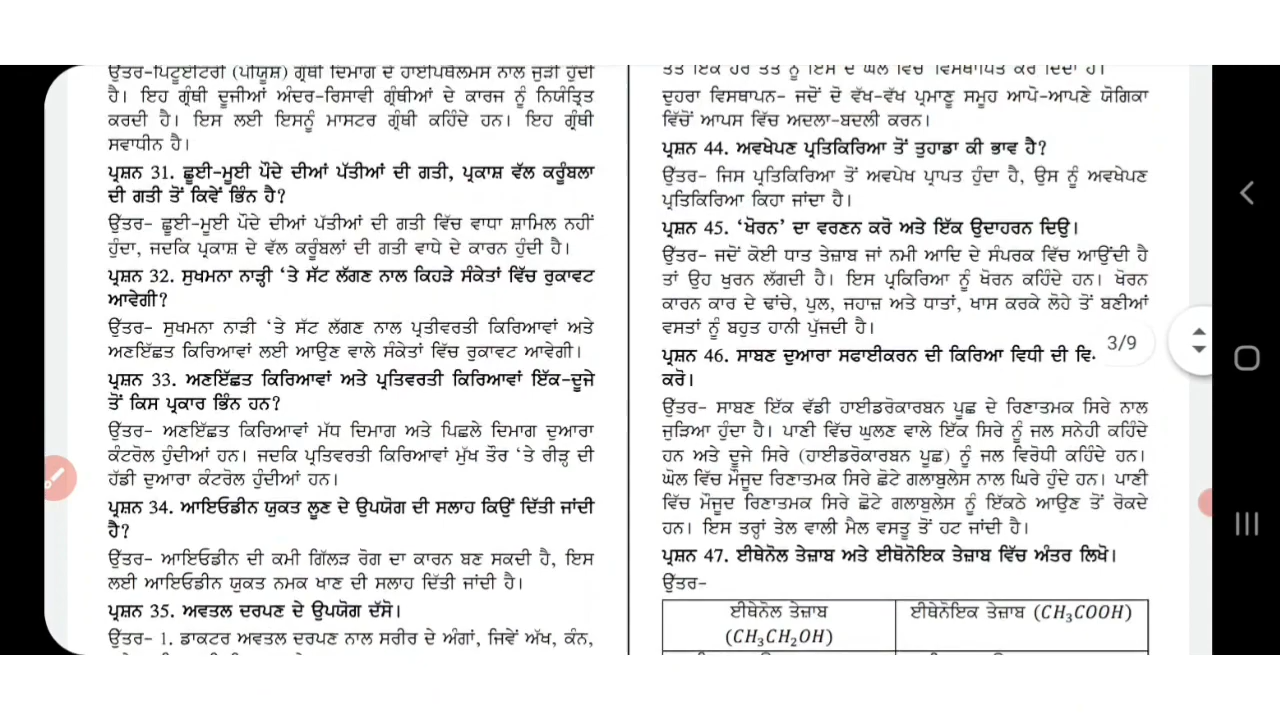 ਉੱਤਰ-ਪਿਟੂਈਟਰੀ (ਪੀਯੂਸ਼) ਗ੍ਰੰਥੀ ਦਿਮਾਗ ਦੇ ਹਾਈਪੋਥੈਲਮਸ ਨਾਲ ਜੁੜੀ ਹੁੰਦੀ
ਹੈ। ਇਹ ਗ੍ਰੰਥੀ ਦੂਜੀਆਂ ਅੰਦਰ-ਰਿਸਾਵੀ ਗ੍ਰੰਥੀਆਂ ਦੇ ਕਾਰਜ ਨੂੰ ਨਿਯੰਤ੍ਰਿਤ
ਕਰਦੀ ਹੈ। ਇਸ ਲਈ ਇਸਨੂੰ ਮਾਸਟਰ ਗ੍ਰੰਥੀ ਕਹਿੰਦੇ ਹਨ। ਇਹ ਗ੍ਰੰਥੀ
ਸਵਾਧੀਨ ਹੈ।
ਪ੍ਰਸ਼ਨ 31. ਛੂਈ-ਮੂਈ ਪੌਦੇ ਦੀਆਂ ਪੱਤੀਆਂ ਦੀ ਗਤੀ, ਪ੍ਰਕਾਸ਼ ਵੱਲ ਕਰੂੰਬਲਾ
ਦੀ ਗਤੀ ਤੋਂ ਕਿਵੇਂ ਭਿੰਨ ਹੈ?
ਉੱਤਰ- ਛੂਈ-ਮੂਈ ਪੌਦੇ ਦੀਆਂ ਪੱਤੀਆਂ ਦੀ ਗਤੀ ਵਿੱਚ ਵਾਧਾ ਸ਼ਾਮਿਲ ਨਹੀਂ
ਹੁੰਦਾ, ਜਦਕਿ ਪ੍ਰਕਾਸ਼ ਦੇ ਵੱਲ ਕਰੂੰਬਲਾਂ ਦੀ ਗਤੀ ਵਾਧੇ ਦੇ ਕਾਰਨ ਹੁੰਦੀ ਹੈ।
ਪ੍ਰਸ਼ਨ 32. ਸੁਖਮਨਾ ਨਾੜ੍ਹੀ 'ਤੇ ਸੱਟ ਲੱਗਣ ਨਾਲ ਕਿਹੜੇ ਸੰਕੇਤਾਂ ਵਿੱਚ ਰੁਕਾਵਟ
ਆਵੇਗੀ?
ਉੱਤਰ- ਸੁਖਮਨਾ ਨਾੜੀ 'ਤੇ ਸੱਟ ਲੱਗਣ ਨਾਲ ਪ੍ਰਤੀਵਰਤੀ ਕਿਰਿਆਵਾਂ ਅਤੇ
ਅਣਇੱਛਤ ਕਿਰਿਆਵਾਂ ਲਈ ਆਉਣ ਵਾਲੇ ਸੰਕੇਤਾਂ ਵਿੱਚ ਰੁਕਾਵਟ ਆਵੇਗੀ।
ਪ੍ਰਸ਼ਨ 33. ਅਣਇੱਛਤ ਕਿਰਿਆਵਾਂ ਅਤੇ ਪ੍ਰਤਿਵਰਤੀ ਕਿਰਿਆਵਾਂ ਇੱਕ-ਦੂਜੇ
ਤੋਂ ਕਿਸ ਪ੍ਰਕਾਰ ਭਿੰਨ ਹਨ?
ਉੱਤਰ- ਅਣਇੱਛਤ ਕਿਰਿਆਵਾਂ ਮੱਧ ਦਿਮਾਗ ਅਤੇ ਪਿਛਲੇ ਦਿਮਾਗ ਦੁਆਰਾ
ਕੰਟਰੋਲ ਹੁੰਦੀਆਂ ਹਨ। ਜਦਕਿ ਪ੍ਰਤਿਵਰਤੀ ਕਿਰਿਆਵਾਂ ਮੁੱਖ ਤੌਰ 'ਤੇ ਰੀੜ੍ਹ ਦੀ
ਹੱਡੀ ਦੁਆਰਾ ਕੰਟਰੋਲ ਹੁੰਦੀਆਂ ਹਨ।
ਪ੍ਰਸ਼ਨ 34. ਆਇਓਡੀਨ ਯੁਕਤ ਲੂਣ ਦੇ ਉਪਯੋਗ ਦੀ ਸਲਾਹ ਕਿਉਂ ਦਿੱਤੀ ਜਾਂਦੀ
ਹੈ?
ਉੱਤਰ- ਆਇਓਡੀਨ ਦੀ ਕਮੀ ਗਿੱਲੜ ਰੋਗ ਦਾ ਕਾਰਨ ਬਣ ਸਕਦੀ ਹੈ, ਇਸ
ਲਈ ਆਇਓਡੀਨ ਯੁਕਤ ਨਮਕ ਖਾਣ ਦੀ ਸਲਾਹ ਦਿੱਤੀ ਜਾਂਦੀ ਹੈ।
ਪ੍ਰਸ਼ਨ 35. ਅਵਤਲ ਦਰਪਣ ਦੇ ਉਪਯੋਗ ਦੱਸੋ।
ਉੱਤਰ- 1. ਡਾਕਟਰ ਅਵਤਲ ਦਰਪਣ ਨਾਲ ਸਰੀਰ ਦੇ ਅੰਗਾਂ, ਜਿਵੇਂ ਅੱਖ, ਕੰਨ,
ਤੱਤ ਇੱਕ ਹੋਰ ਤੱਤ ਨੂੰ ਇਸ ਦੇ ਘੋਲ ਵਿੱਚ ਵਿਸਥਾਪਿਤ ਕਰ ਦਿੰਦਾ ਹੈ।
ਦੁਹਰਾ ਵਿਸਥਾਪਨ- ਜਦੋਂ ਦੋ ਵੱਖ-ਵੱਖ ਪ੍ਰਮਾਣੂ ਸਮੂਹ ਆਪੋ-ਆਪਣੇ ਯੋਗਿਕਾ
ਵਿੱਚੋਂ ਆਪਸ ਵਿੱਚ ਅਦਲਾ-ਬਦਲੀ ਕਰਨ।
ਪ੍ਰਸ਼ਨ 44. ਅਵਖੇਪਣ ਪ੍ਰਤਿਕਿਰਿਆ ਤੋਂ ਤੁਹਾਡਾ ਕੀ ਭਾਵ ਹੈ?
ਉੱਤਰ- ਜਿਸ ਪ੍ਰਤਿਕਿਰਿਆ ਤੋਂ ਅਵਪੇਖ ਪ੍ਰਾਪਤ ਹੁੰਦਾ ਹੈ, ਉਸ ਨੂੰ ਅਵਖੇਪਣ
ਪ੍ਰਤਿਕਿਰਿਆ ਕਿਹਾ ਜਾਂਦਾ ਹੈ।
ਪ੍ਰਸ਼ਨ 45. 'ਖੋਰਨ' ਦਾ ਵਰਣਨ ਕਰੋ ਅਤੇ ਇੱਕ ਉਦਾਹਰਨ ਦਿਉ।
ਉੱਤਰ- ਜਦੋਂ ਕੋਈ ਧਾਤ ਤੇਜ਼ਾਬ ਜਾਂ ਨਮੀ ਆਦਿ ਦੇ ਸੰਪਰਕ ਵਿੱਚ ਆਉਂਦੀ ਹੈ
ਤਾਂ ਉਹ ਖੁਰਨ ਲੱਗਦੀ ਹੈ। ਇਸ ਪ੍ਰਕਿਰਿਆ ਨੂੰ ਖੋਰਨ ਕਹਿੰਦੇ ਹਨ। ਖੋਰਨ
ਕਾਰਨ ਕਾਰ ਦੇ ਢਾਂਚੇ, ਪੁਲ, ਜਹਾਜ਼ ਅਤੇ ਧਾਤਾਂ, ਖਾਸ ਕਰਕੇ ਲੋਹੇ ਤੋਂ ਬਣੀਆਂ
ਵਸਤਾਂ ਨੂੰ ਬਹੁਤ ਹਾਨੀ ਪੁੱਜਦੀ ਹੈ।
ਪ੍ਰਸ਼ਨ 46. ਸਾਬਣ ਦੁਆਰਾ ਸਫਾਈਕਰਨ ਦੀ ਕਿਰਿਆ ਵਿਧੀ ਦੀ ਵਿ
ਕਰੋ।
ਉੱਤਰ- ਸਾਬਣ ਇੱਕ ਵੱਡੀ ਹਾਈਡਰੋਕਾਰਬਨ ਪੂਛ ਦੇ ਰਿਣਾਤਮਕ ਸਿਰੇ ਨਾਲ
ਜੁੜਿਆ ਹੁੰਦਾ ਹੈ। ਪਾਣੀ ਵਿੱਚ ਘੁਲਣ ਵਾਲੇ ਇੱਕ ਸਿਰੇ ਨੂੰ ਜਲ ਸਨੇਹੀ ਕਹਿੰਦੇ
ਹਨ ਅਤੇ ਦੂਜੇ ਸਿਰੇ (ਹਾਈਡਰੋਕਾਰਬਨ ਪੂਛ) ਨੂੰ ਜਲ ਵਿਰੋਧੀ ਕਹਿੰਦੇ ਹਨ।
ਘੋਲ ਵਿੱਚ ਮੌਜੂਦ ਰਿਣਾਤਮਕ ਸਿਰੇ ਛੋਟੇ ਗਲਾਬੁਲੇਸ ਨਾਲ ਘਿਰੇ ਹੁੰਦੇ ਹਨ। ਪਾਣੀ
ਵਿੱਚ ਮੌਜੂਦ ਰਿਣਾਤਮਕ ਸਿਰੇ ਛੋਟੇ ਗਲਾਬੁਲੇਸ ਨੂੰ ਇੱਕਠੇ ਆਉਣ ਤੋਂ ਰੋਕਦੇ
ਹਨ। ਇਸ ਤਰ੍ਹਾਂ ਤੇਲ ਵਾਲੀ ਮੈਲ ਵਸਤੂ ਤੋਂ ਹਟ ਜਾਂਦੀ ਹੈ।
ਪ੍ਰਸ਼ਨ 47. ਈਥੇਨੋਲ ਤੇਜ਼ਾਬ ਅਤੇ ਈਥੋਨੋਇਕ ਤੇਜ਼ਾਬ ਵਿੱਚ ਅੰਤਰ ਲਿਖੋ।
ਉੱਤਰ-
ਈਥੇਨੋਲ ਤੇਜ਼ਾਬ
(CH₃CH₂OH)
ਈਥੇਨੋਇਕ ਤੇਜ਼ਾਬ (CH₃COOH)
3/9